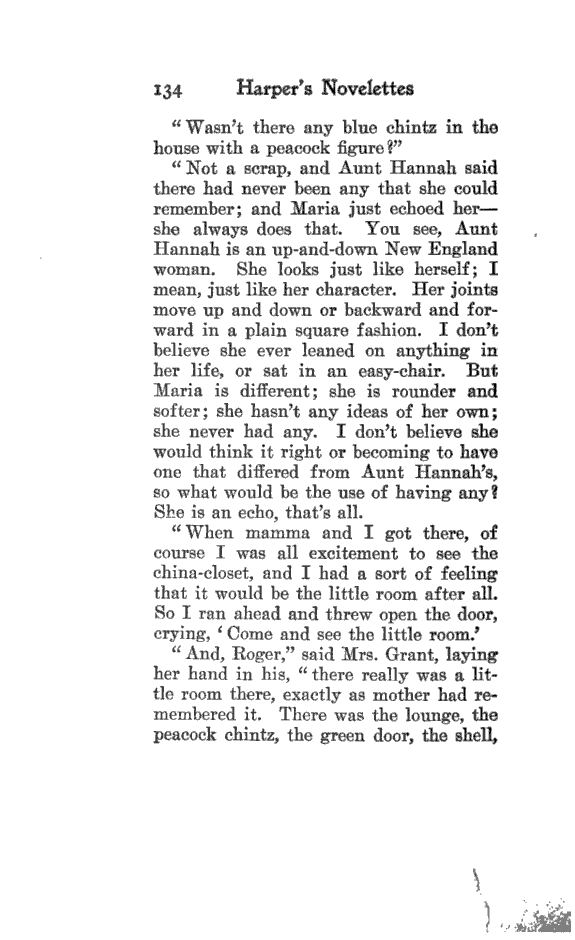 134 Harper's Novelettes
"Wasn't there any blue chintz in the
house with a peacock figure?"
"Not a scrap, and Aunt Hannah said
there had never been any that she could
remember; and Maria just echoed her—
she always does that. You see, Aunt
Hannah is an up-and-down New England
woman. She looks just like herself; I
mean, just like her character. Her joints
move up and down or backward and for-
ward in a plain square fashion. I don't
believe she ever leaned on anything in
her life, or sat in an easy-chair. But
Maria is different; she is rounder and
softer; she hasn't any ideas of her own;
she never had any. I don't believe she
would think it right or becoming to have
one that differed from Aunt Hannah's,
so what would be the use of having any?
She is an echo, that's all.
"When mamma and I got there, of
course I was all excitement to see the
china-closet, and I had a sort of feeling
that it would be the little room after all.
So I ran ahead and threw open the door,
crying, 'Come and see the little room.'
"And, Roger," said Mrs. Grant, laying
her hand in his, "there really was a lit-
tle room there, exactly as mother had re-
membered it. There was the lounge, the
peacock chintz, the green door, the shell,